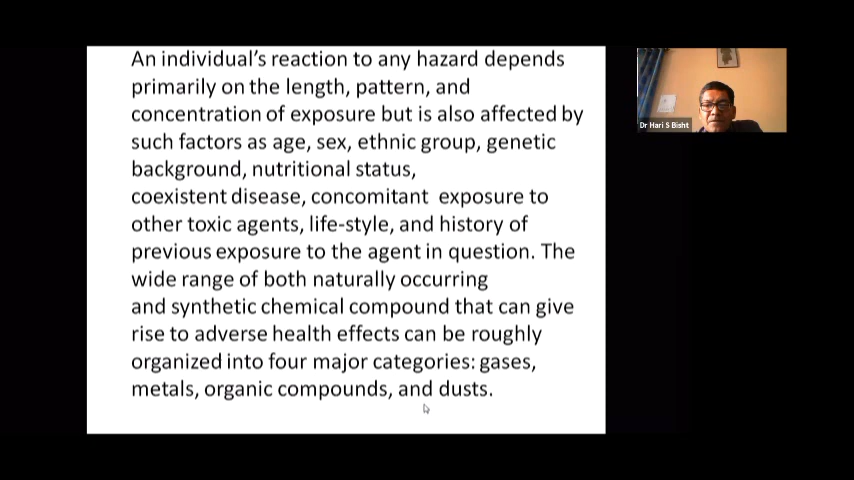 An individual's reaction to any hazard depends
primarily on the length, pattern, and
concentration of exposure but is also affected by
such factors as age, sex, ethnic group, genetic
background, nutritional status,
coexistent disease, concomitant  exposure to
other toxic agents, life-style, and history of
previous exposure to the agent in question. The
wide range of both naturally occurring
and synthetic chemical compound that can give
rise to adverse health effects can be roughly
organized into four major categories: gases,
metals, organic compounds, and dusts.
Dr Hari S Bisht